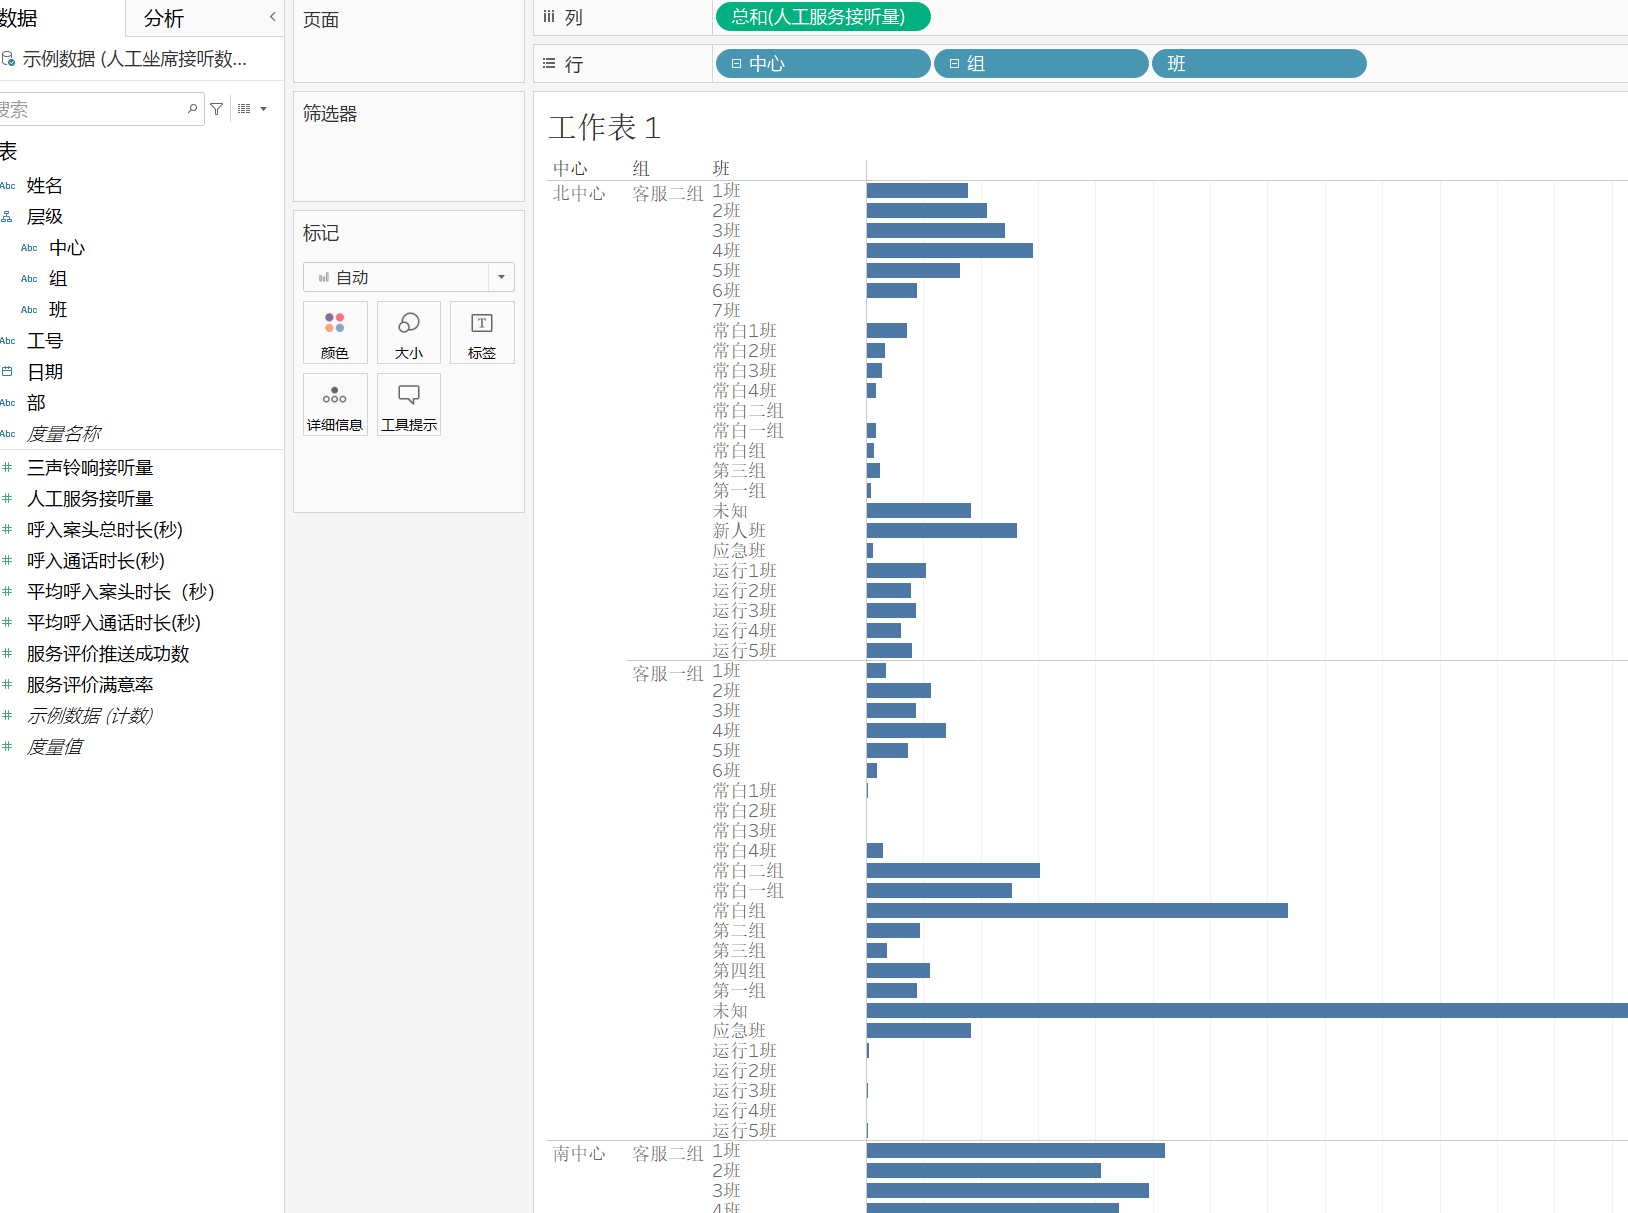 数据
分析
示例数据 (人工坐席接听数...
搜索
表
Abc 姓名
层级
Abc 中心
Abc 组
Abc 班
Abc 工号
日期
Abc 部
Abc 度量名称
# 三声铃响接听量
# 人工服务接听量
# 呼入案头总时长(秒)
# 呼入通话时长(秒)
# 平均呼入案头时长（秒）
# 平均呼入通话时长(秒)
# 服务评价推送成功数
# 服务评价满意率
# 示例数据 (计数)
# 度量值
页面
筛选器
标记
自动
颜色 大小 标签
详细信息 工具提示
列 总和(人工服务接听量)
行 中心 组 班
工作表 1
中心 组 班
北中心 客服二组 1班
2班
3班
4班
5班
6班
7班
常白1班
常白2班
常白3班
常白4班
常白二组
常白一组
常白组
第三组
第一组
未知
新人班
应急班
运行1班
运行2班
运行3班
运行4班
运行5班
客服一组 1班
2班
3班
4班
5班
6班
常白1班
常白2班
常白3班
常白4班
常白二组
常白一组
常白组
第二组
第三组
第四组
第一组
未知
应急班
运行1班
运行2班
运行3班
运行4班
运行5班
南中心 客服二组 1班
2班
3班
4班